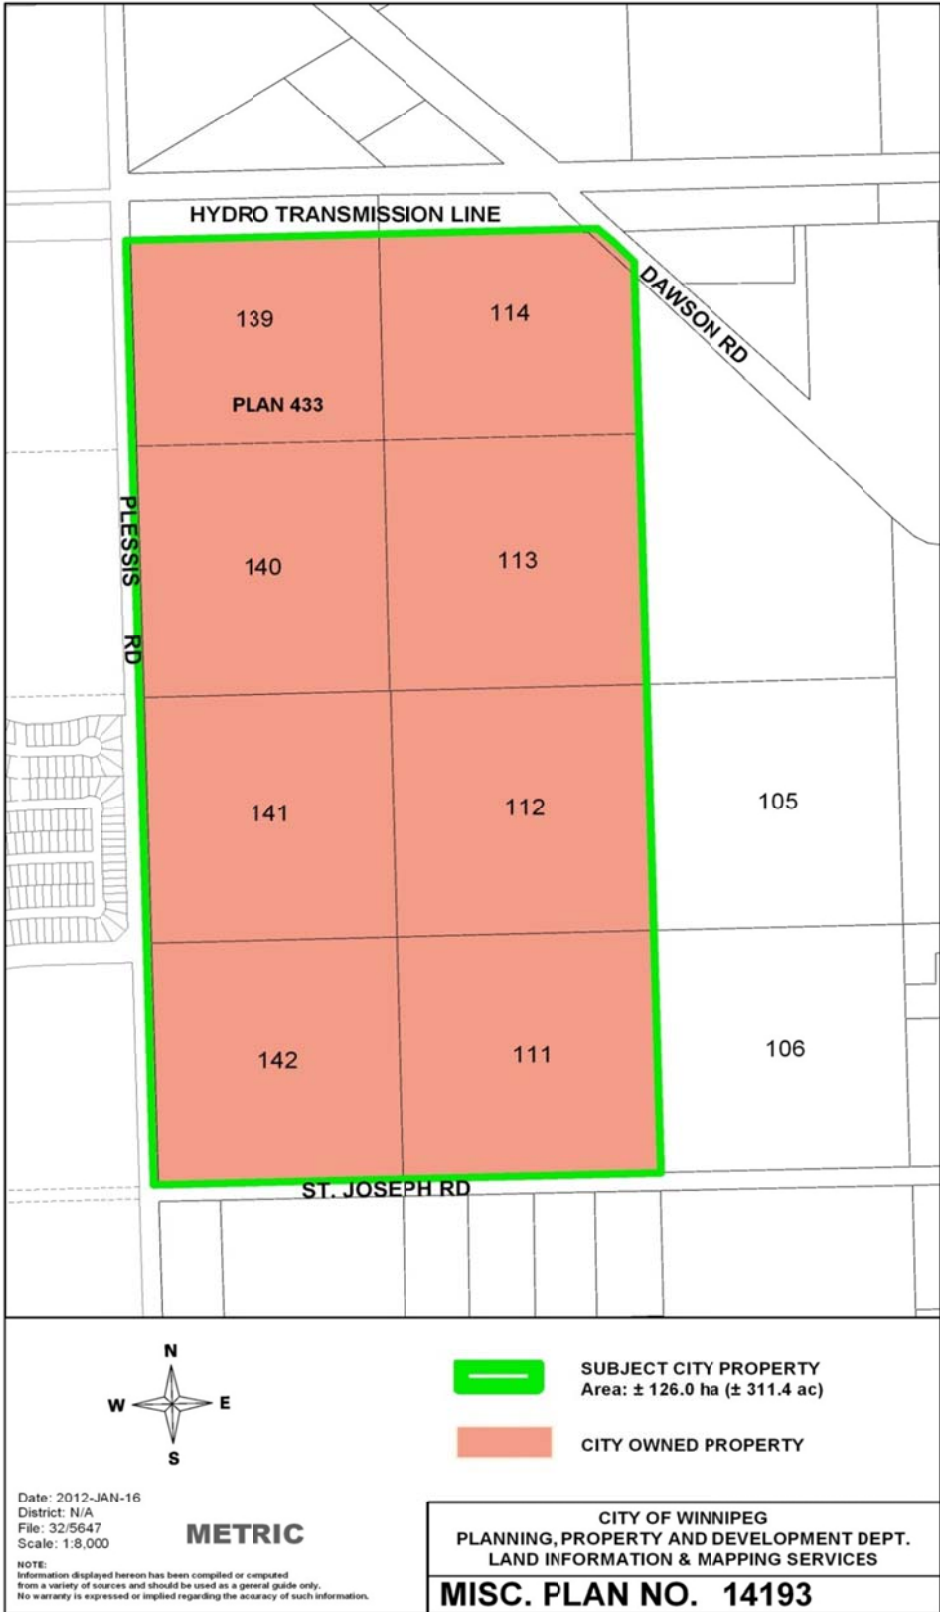 HYDRO TRANSMISSION LINE
DAWSON RD
139
114
PLAN 433
PLESSIS RD
140
113
141
112
105
142
111
106
ST. JOSEPH RD
N
W E
S
SUBJECT CITY PROPERTY
Area: ± 126.0 ha (± 311.4 ac)
CITY OWNED PROPERTY
Date: 2012-JAN-16
District: N/A
File: 32/5647
Scale: 1:8,000
METRIC
NOTE:
Information displayed hereon has been compiled or computed
from a variety of sources and should be used as a general guide only.
No warranty is expressed or implied regarding the accuracy of such information.
CITY OF WINNIPEG
PLANNING, PROPERTY AND DEVELOPMENT DEPT.
LAND INFORMATION & MAPPING SERVICES
MISC. PLAN NO. 14193